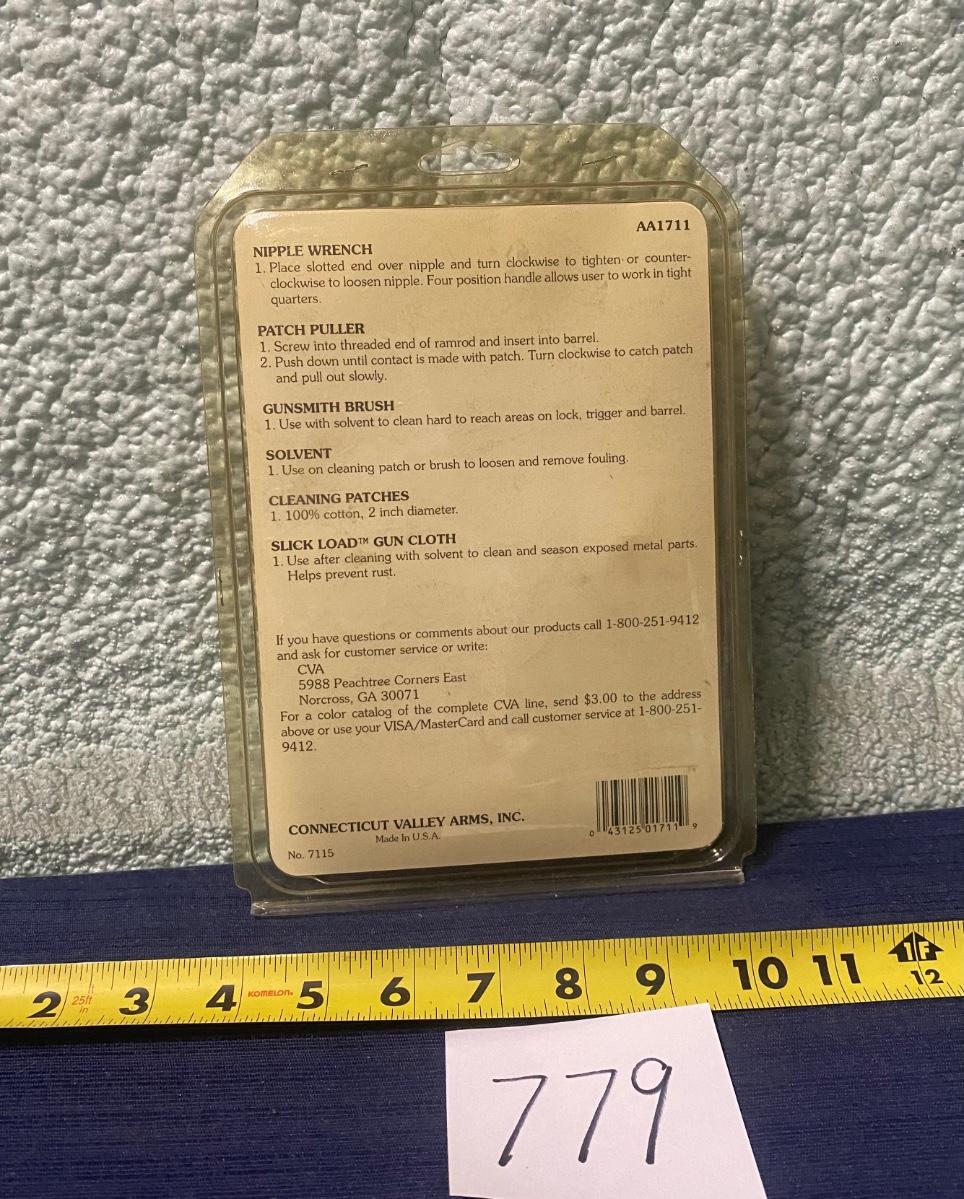 AA1711
NIPPLE WRENCH
1. Place slotted end over nipple and turn clockwise to tighten or counter-
clockwise to loosen nipple. Four position handle allows user to work in tight
quarters.
PATCH PULLER
1. Screw into threaded end of ramrod and insert into barrel.
2. Push down until contact is made with patch. Turn clockwise to catch patch
and pull out slowly.
GUNSMITH BRUSH
1. Use with solvent to clean hard to reach areas on lock, trigger and barrel.
SOLVENT
1. Use on cleaning patch or brush to loosen and remove fouling.
CLEANING PATCHES
1. 100% cotton, 2 inch diameter.
SLICK LOAD™ GUN CLOTH
1. Use after cleaning with solvent to clean and season exposed metal parts.
Helps prevent rust.
If you have questions or comments about our products call 1-800-251-9412
and ask for customer service or write:
CVA
5988 Peachtree Corners East
Norcross, GA 30071
For a color catalog of the complete CVA line, send $3.00 to the address
above or use your VISA/MasterCard and call customer service at 1-800-251-
9412.
CONNECTICUT VALLEY ARMS, INC.
Made In U.S.A.
No. 7115
0 43125 01711 9
2 25ft in 3 4 KOMELON® 5 6 7 8 9 10 11 1F 12
779